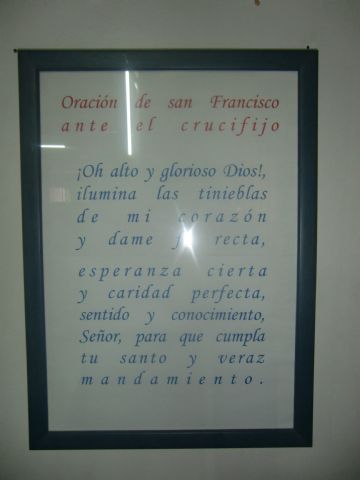 Oración de san Francisco
ante el crucifijo
¡Oh alto y glorioso Dios!,
ilumina las tinieblas
de mi corazón
y dame fe recta,
esperanza cierta
y caridad perfecta,
sentido y conocimiento,
Señor, para que cumpla
tu santo y veraz
mandamiento.